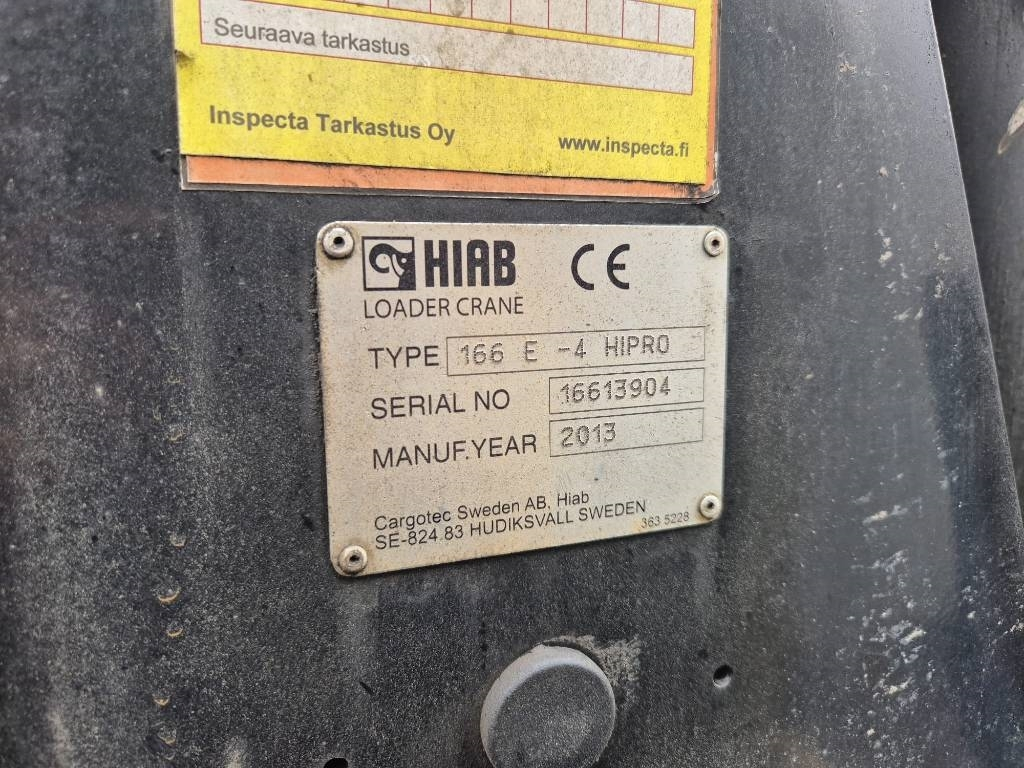 Seuraava tarkastus
Inspecta Tarkastus Oy
www.inspecta.fi
HIAB CE
LOADER CRANE
TYPE 166 E -4 HIPRO
SERIAL NO 16613904
MANUF.YEAR 2013
Cargotec Sweden AB, Hiab
SE-824 83 HUDIKSVALL SWEDEN
363 5228